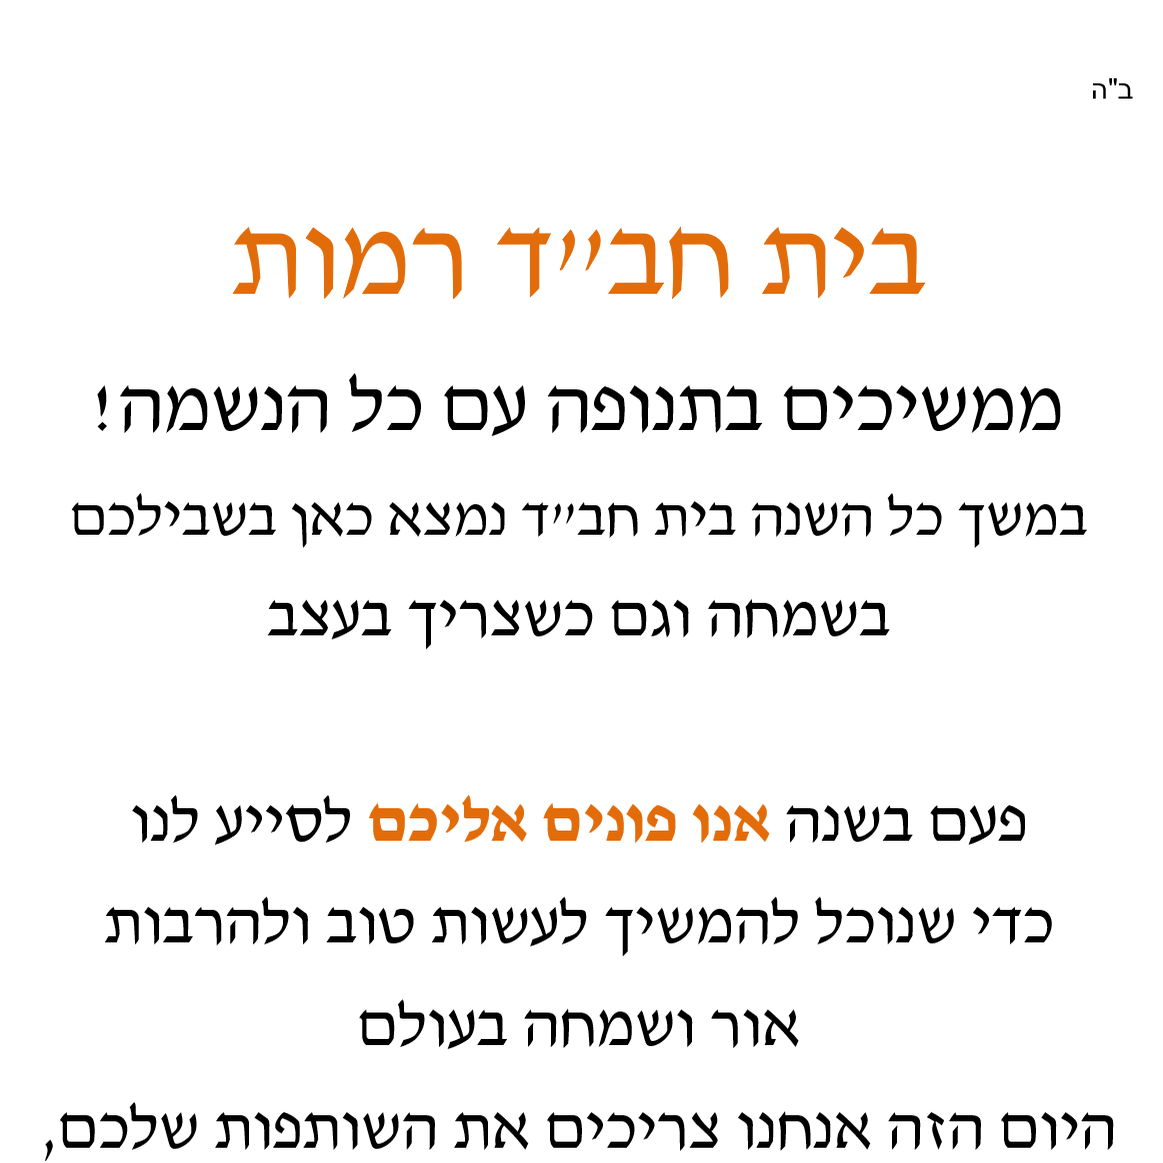 ב"ה
בית חב״ד רמות
ממשיכים בתנופה עם כל הנשמה!
במשך כל השנה בית חב״ד נמצא כאן בשבילכם
בשמחה וגם כשצריך בעצב
פעם בשנה אנו פונים אליכם לסייע לנו
כדי שנוכל להמשיך לעשות טוב ולהרבות
אור ושמחה בעולם
היום הזה אנחנו צריכים את השותפות שלכם,